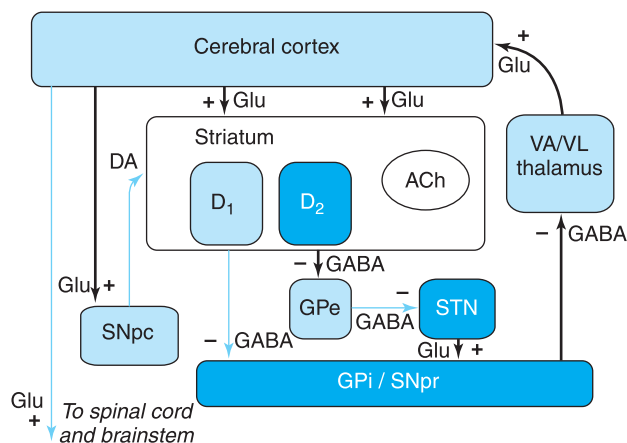 Cerebral cortex
+
Glu
+ Glu
+ Glu
Striatum
VA/VL
thalamus
DA
D1
D2
ACh
– GABA
– GABA
Glu +
GPe
–
GABA
STN
SNpc
– GABA
Glu +
GPi / SNpr
Glu
+
To spinal cord
and brainstem